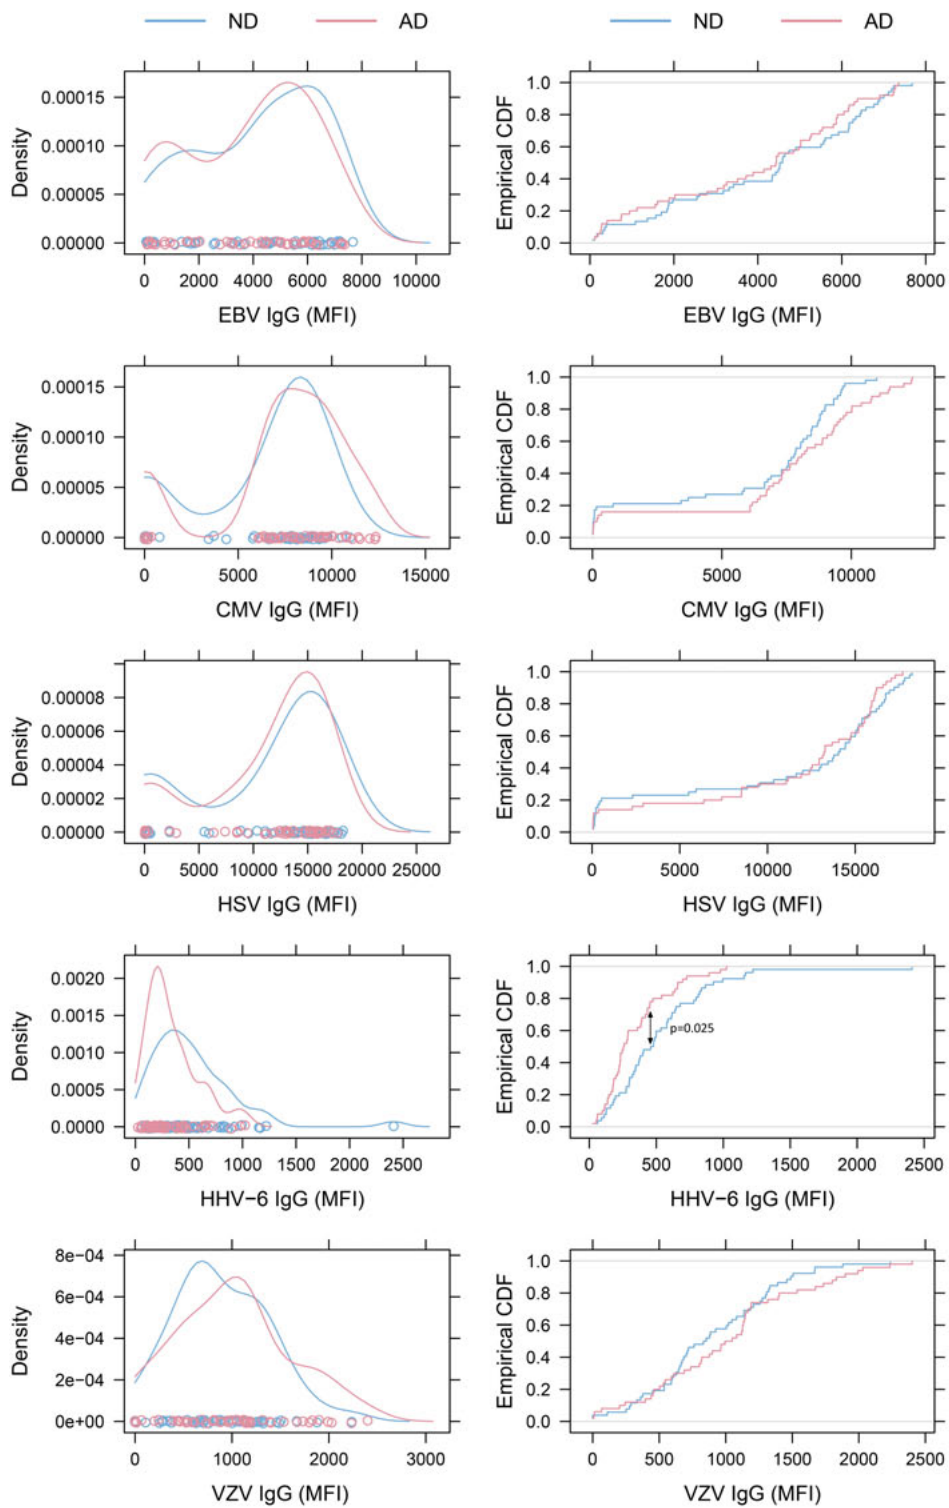 ND AD ND AD
Density
0.00015
0.00010
0.00005
0.00000
0 2000 4000 6000 8000 10000
EBV IgG (MFI)
Empirical CDF
1.0
0.8
0.6
0.4
0.2
0.0
0 2000 4000 6000 8000
EBV IgG (MFI)
Density
0.00015
0.00010
0.00005
0.00000
0 5000 10000 15000
CMV IgG (MFI)
Empirical CDF
1.0
0.8
0.6
0.4
0.2
0.0
0 5000 10000
CMV IgG (MFI)
Density
0.00008
0.00006
0.00004
0.00002
0.00000
0 5000 10000 15000 20000 25000
HSV IgG (MFI)
Empirical CDF
1.0
0.8
0.6
0.4
0.2
0.0
0 5000 10000 15000
HSV IgG (MFI)
Density
0.0020
0.0015
0.0010
0.0005
0.0000
0 500 1000 1500 2000 2500
HHV−6 IgG (MFI)
Empirical CDF
1.0
0.8
0.6
0.4
0.2
0.0
p=0.025
0 500 1000 1500 2000 2500
HHV−6 IgG (MFI)
Density
8e−04
6e−04
4e−04
2e−04
0e+00
0 1000 2000 3000
VZV IgG (MFI)
Empirical CDF
1.0
0.8
0.6
0.4
0.2
0.0
0 500 1000 1500 2000 2500
VZV IgG (MFI)